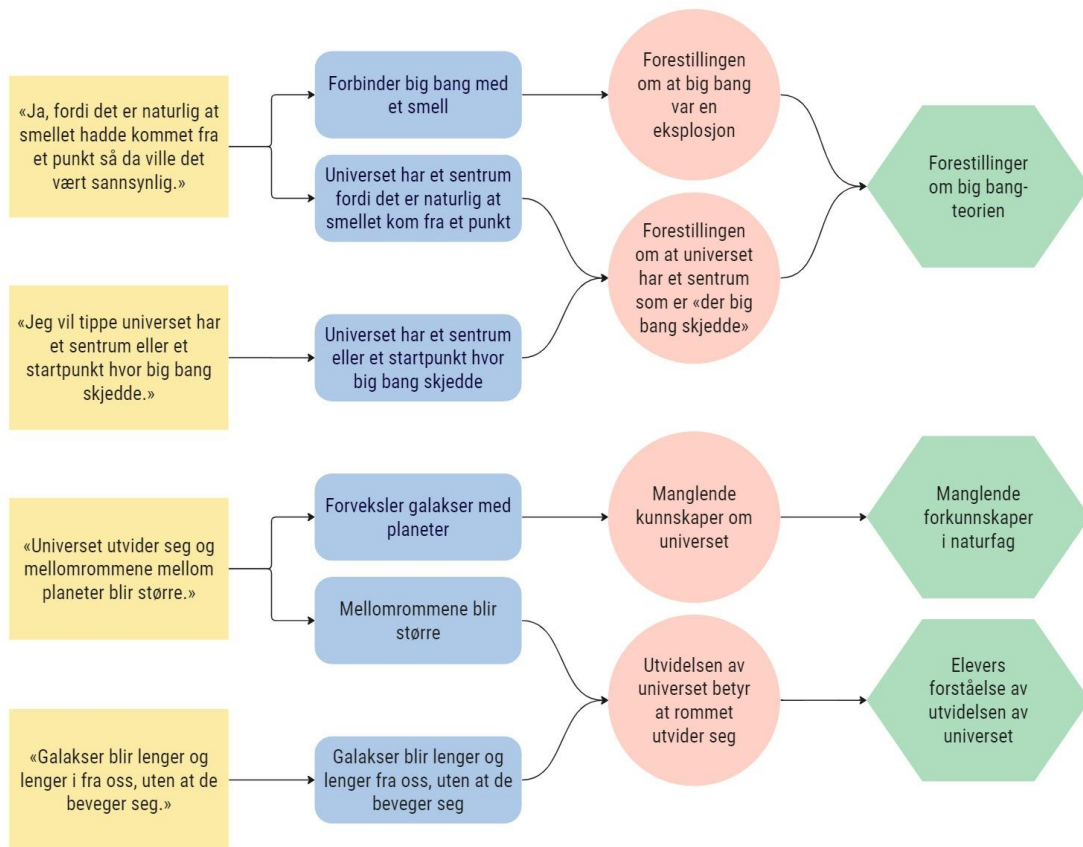 «Ja, fordi det er naturlig at
smellet hadde kommet fra
et punkt så da ville det
vært sannsynlig.»
Forbinder big bang med
et smell
Universet har et sentrum
fordi det er naturlig at
smellet kom fra et punkt
Forestillingen
om at big bang
var en
eksplosjon
Forestillinger
om big bang-
teorien
«Jeg vil tippe universet har
et sentrum eller et
startpunkt hvor big bang
skjedde.»
Universet har et sentrum
eller et startpunkt hvor
big bang skjedde
Forestillingen
om at universet
har et sentrum
som er «der big
bang skjedde»
«Universet utvider seg og
mellomrommene mellom
planeter blir større.»
Forveksler galakser med
planeter
Mellomrommene blir
større
Manglende
kunnskaper om
universet
Manglende
forkunnskaper
i naturfag
«Galakser blir lenger og
lenger i fra oss, uten at de
beveger seg.»
Galakser blir lenger og
lenger fra oss, uten at de
beveger seg
Utvidelsen av
universet betyr
at rommet
utvider seg
Elevers
forståelse av
utvidelsen av
universet